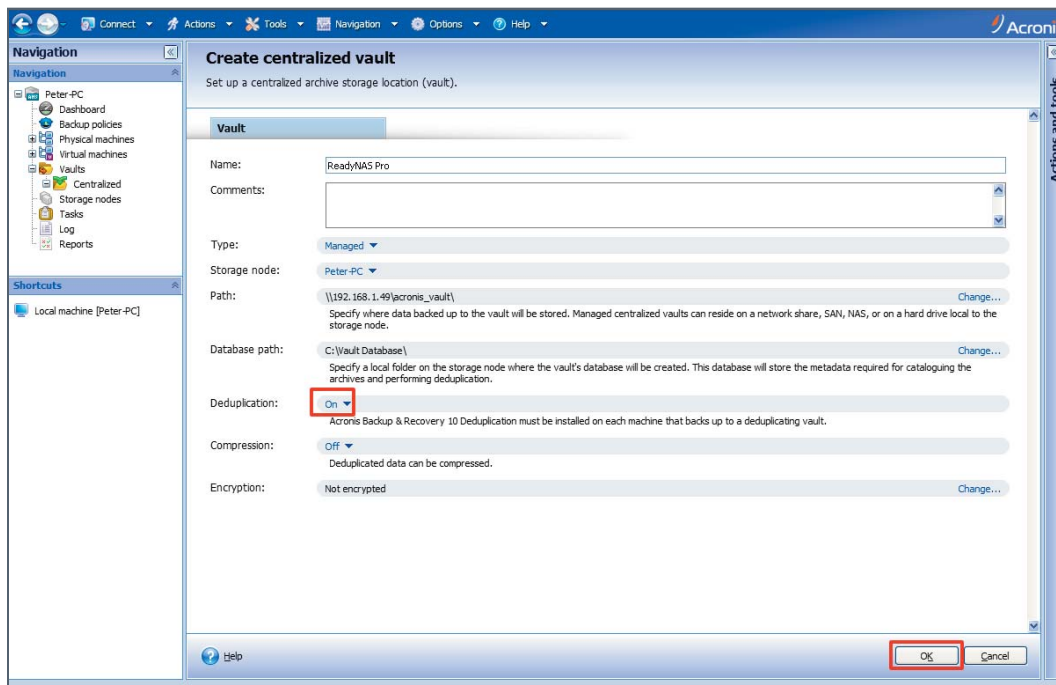 Connect Actions Tools Navigation Options Help
Navigation
Navigation
Peter-PC
Dashboard
Backup policies
Physical machines
Virtual machines
Vaults
Centralized
Storage nodes
Tasks
Log
Reports
Shortcuts
Local machine [Peter-PC]
Create centralized vault
Set up a centralized archive storage location (vault).
Vault
Name: ReadyNAS Pro
Comments:
Type: Managed
Storage node: Peter-PC
Path: \\192.168.1.49\acronis_vault\ Change...
Specify where data backed up to the vault will be stored. Managed centralized vaults can reside on a network share, SAN, NAS, or on a hard drive local to the
storage node.
Database path: C:\Vault Database\ Change...
Specify a local folder on the storage node where the vault's database will be created. This database will store the metadata required for cataloguing the
archives and performing deduplication.
Deduplication: On
Acronis Backup & Recovery 10 Deduplication must be installed on each machine that backs up to a deduplicating vault.
Compression: Off
Deduplicated data can be compressed.
Encryption: Not encrypted Change...
Help OK Cancel
Acroni
Actions and tools